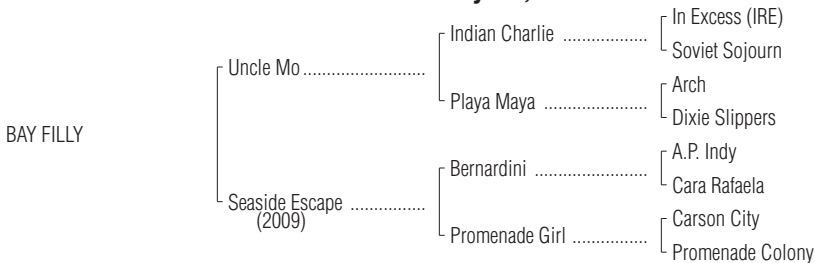 In Excess (IRE)
Indian Charlie ..................
Soviet Sojourn
Uncle Mo..........................
Arch
Playa Maya ......................
Dixie Slippers
BAY FILLY
A.P. Indy
Bernardini ........................
Cara Rafaela
Seaside Escape ................
(2009)
Carson City
Promenade Girl ................
Promenade Colony